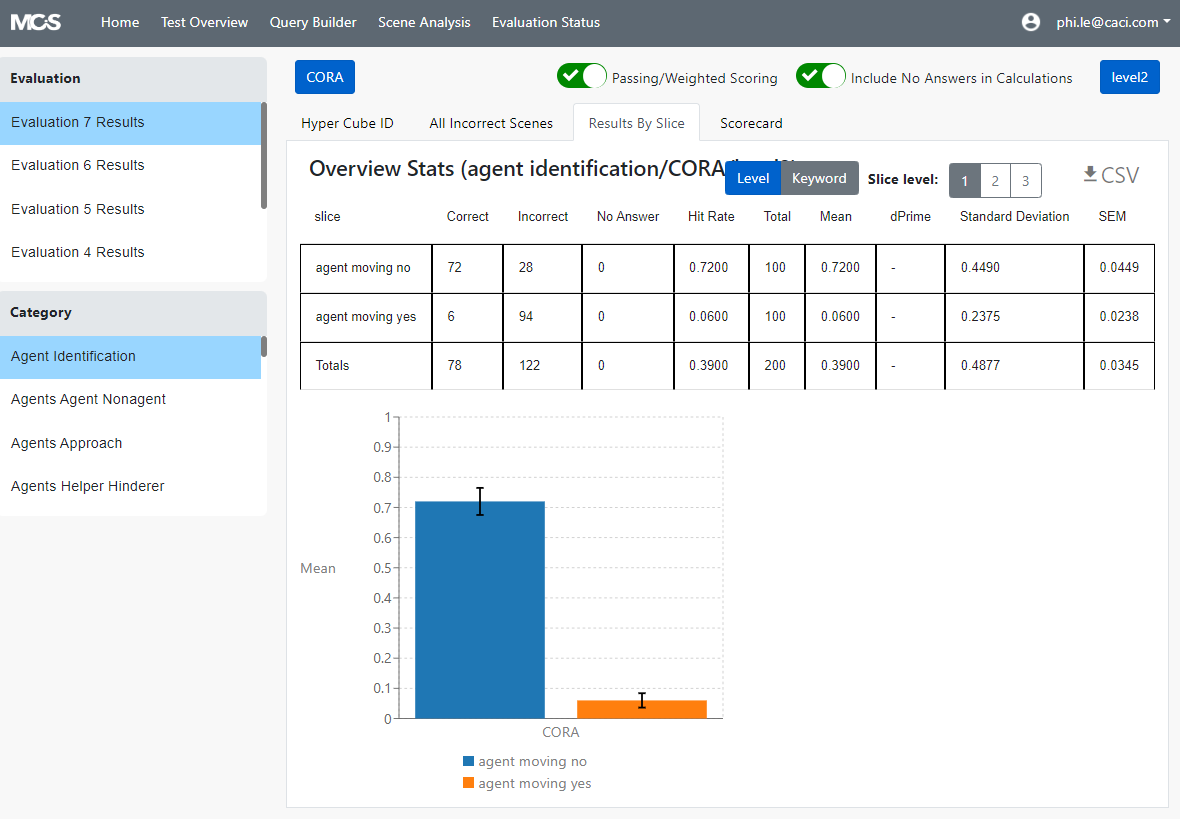 MCS Home Test Overview Query Builder Scene Analysis Evaluation Status phi.le@caci.com
Evaluation
Evaluation 7 Results
Evaluation 6 Results
Evaluation 5 Results
Evaluation 4 Results
Category
Agent Identification
Agents Agent Nonagent
Agents Approach
Agents Helper Hinderer
CORA Passing/Weighted Scoring Include No Answers in Calculations level2
Hyper Cube ID All Incorrect Scenes Results By Slice Scorecard
Overview Stats (agent identification/CORA Level Keyword Slice level: 1 2 3 CSV
slice Correct Incorrect No Answer Hit Rate Total Mean dPrime Standard Deviation SEM
agent moving no 72 28 0 0.7200 100 0.7200 - 0.4490 0.0449
agent moving yes 6 94 0 0.0600 100 0.0600 - 0.2375 0.0238
Totals 78 122 0 0.3900 200 0.3900 - 0.4877 0.0345
1
0.9
0.8
0.7
0.6
Mean 0.5
0.4
0.3
0.2
0.1
0
CORA
agent moving no
agent moving yes